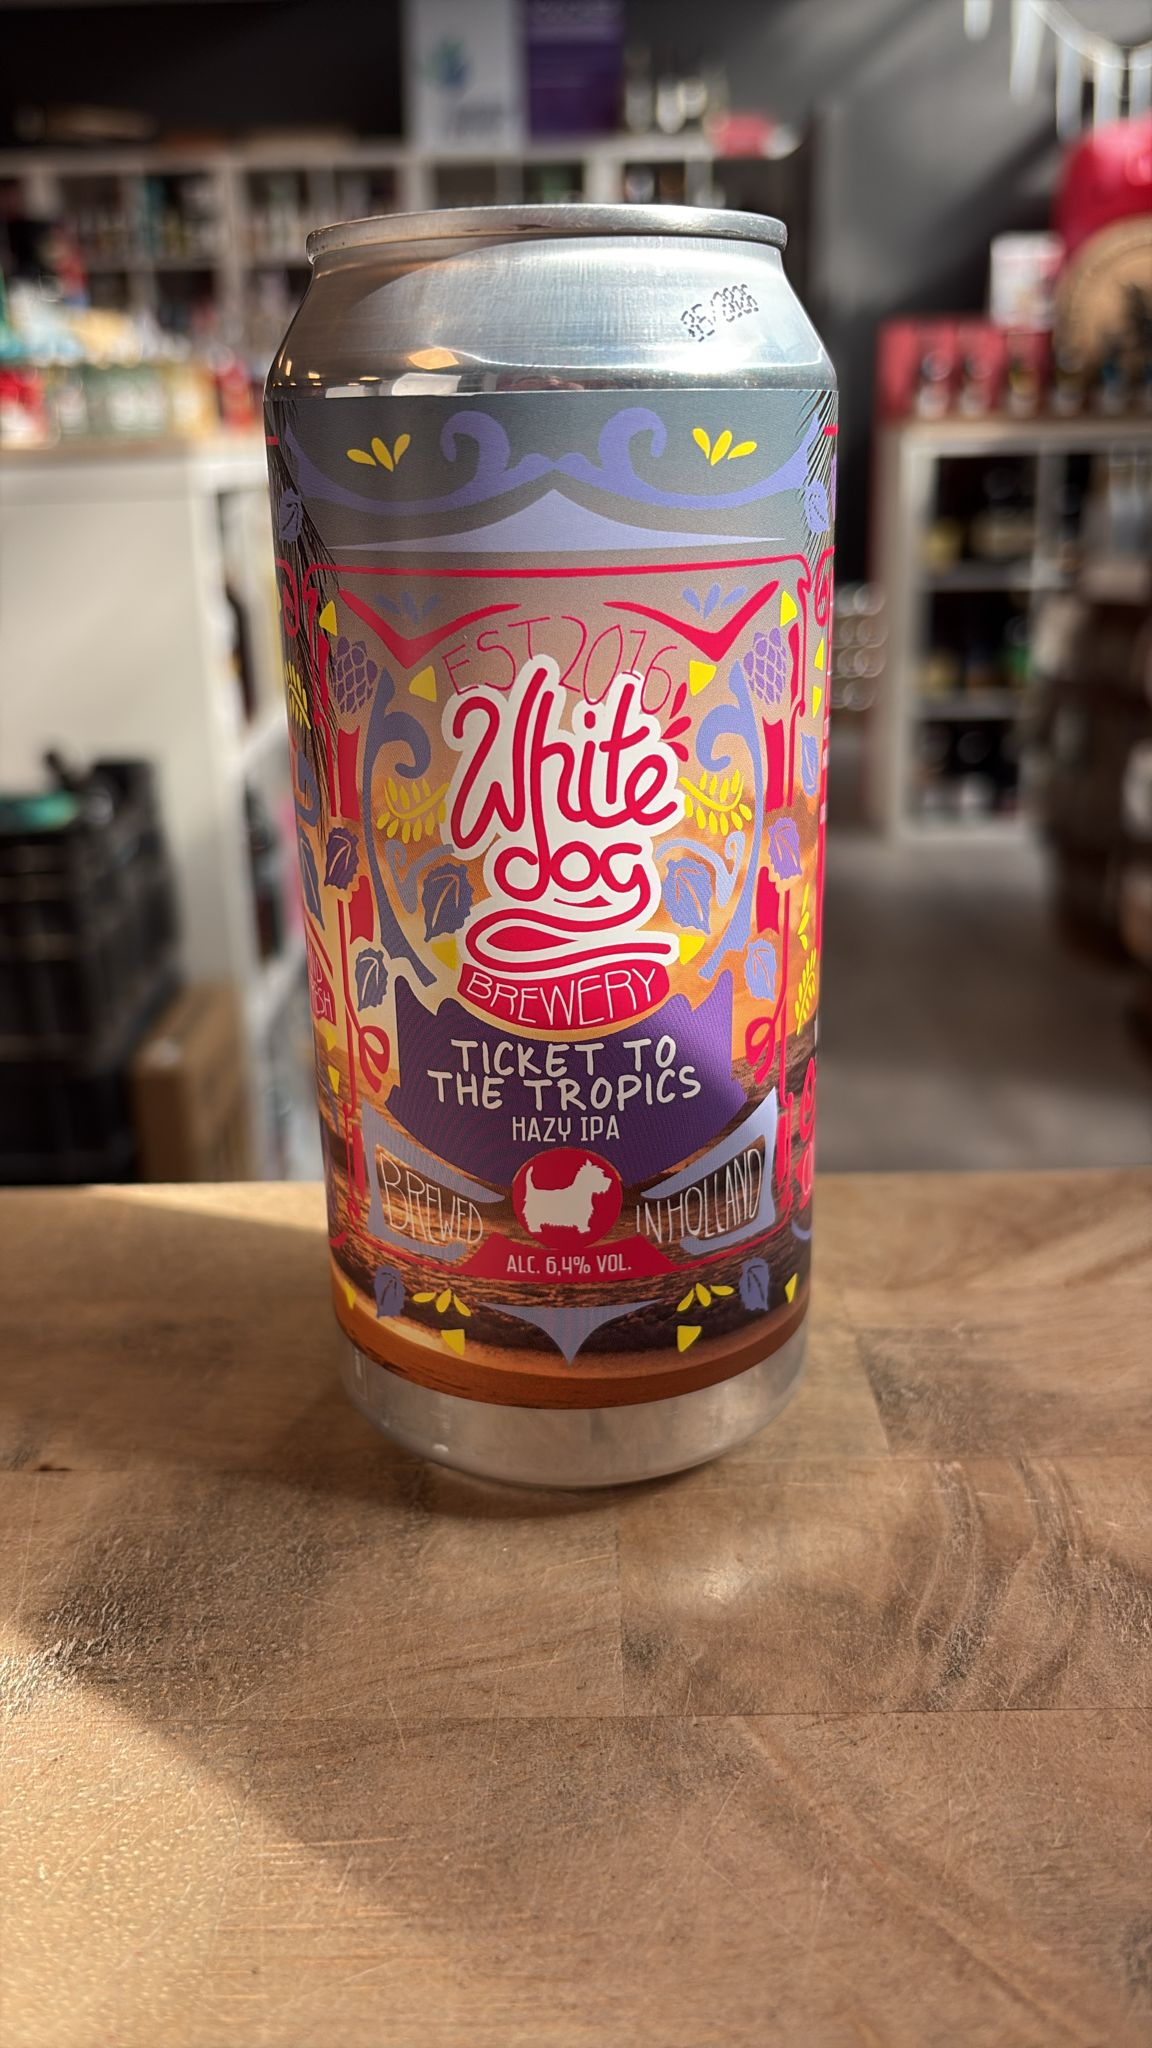 EST 2016
White
dog
BREWERY
TICKET TO
THE TROPICS
HAZY IPA
BREWED
IN HOLLAND
ALC. 6,4% VOL.